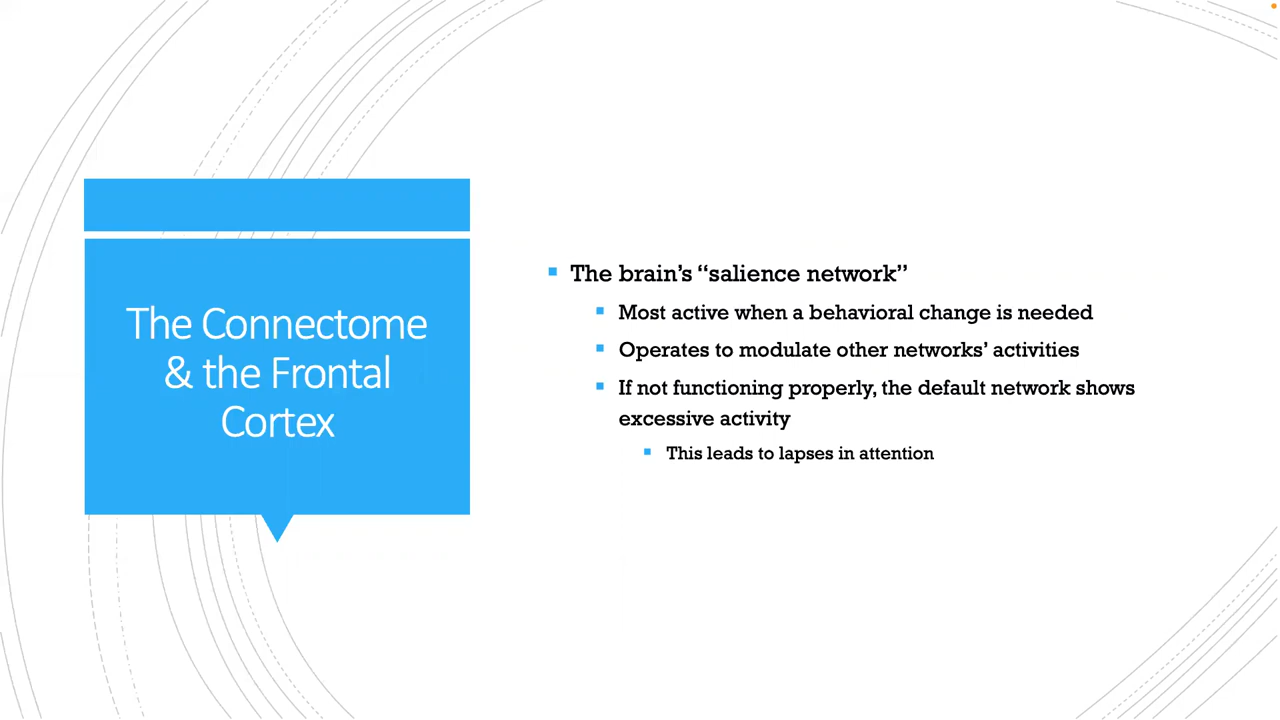 The Connectome
& the Frontal
Cortex
The brain’s “salience network”
Most active when a behavioral change is needed
Operates to modulate other networks’ activities
If not functioning properly, the default network shows
excessive activity
This leads to lapses in attention